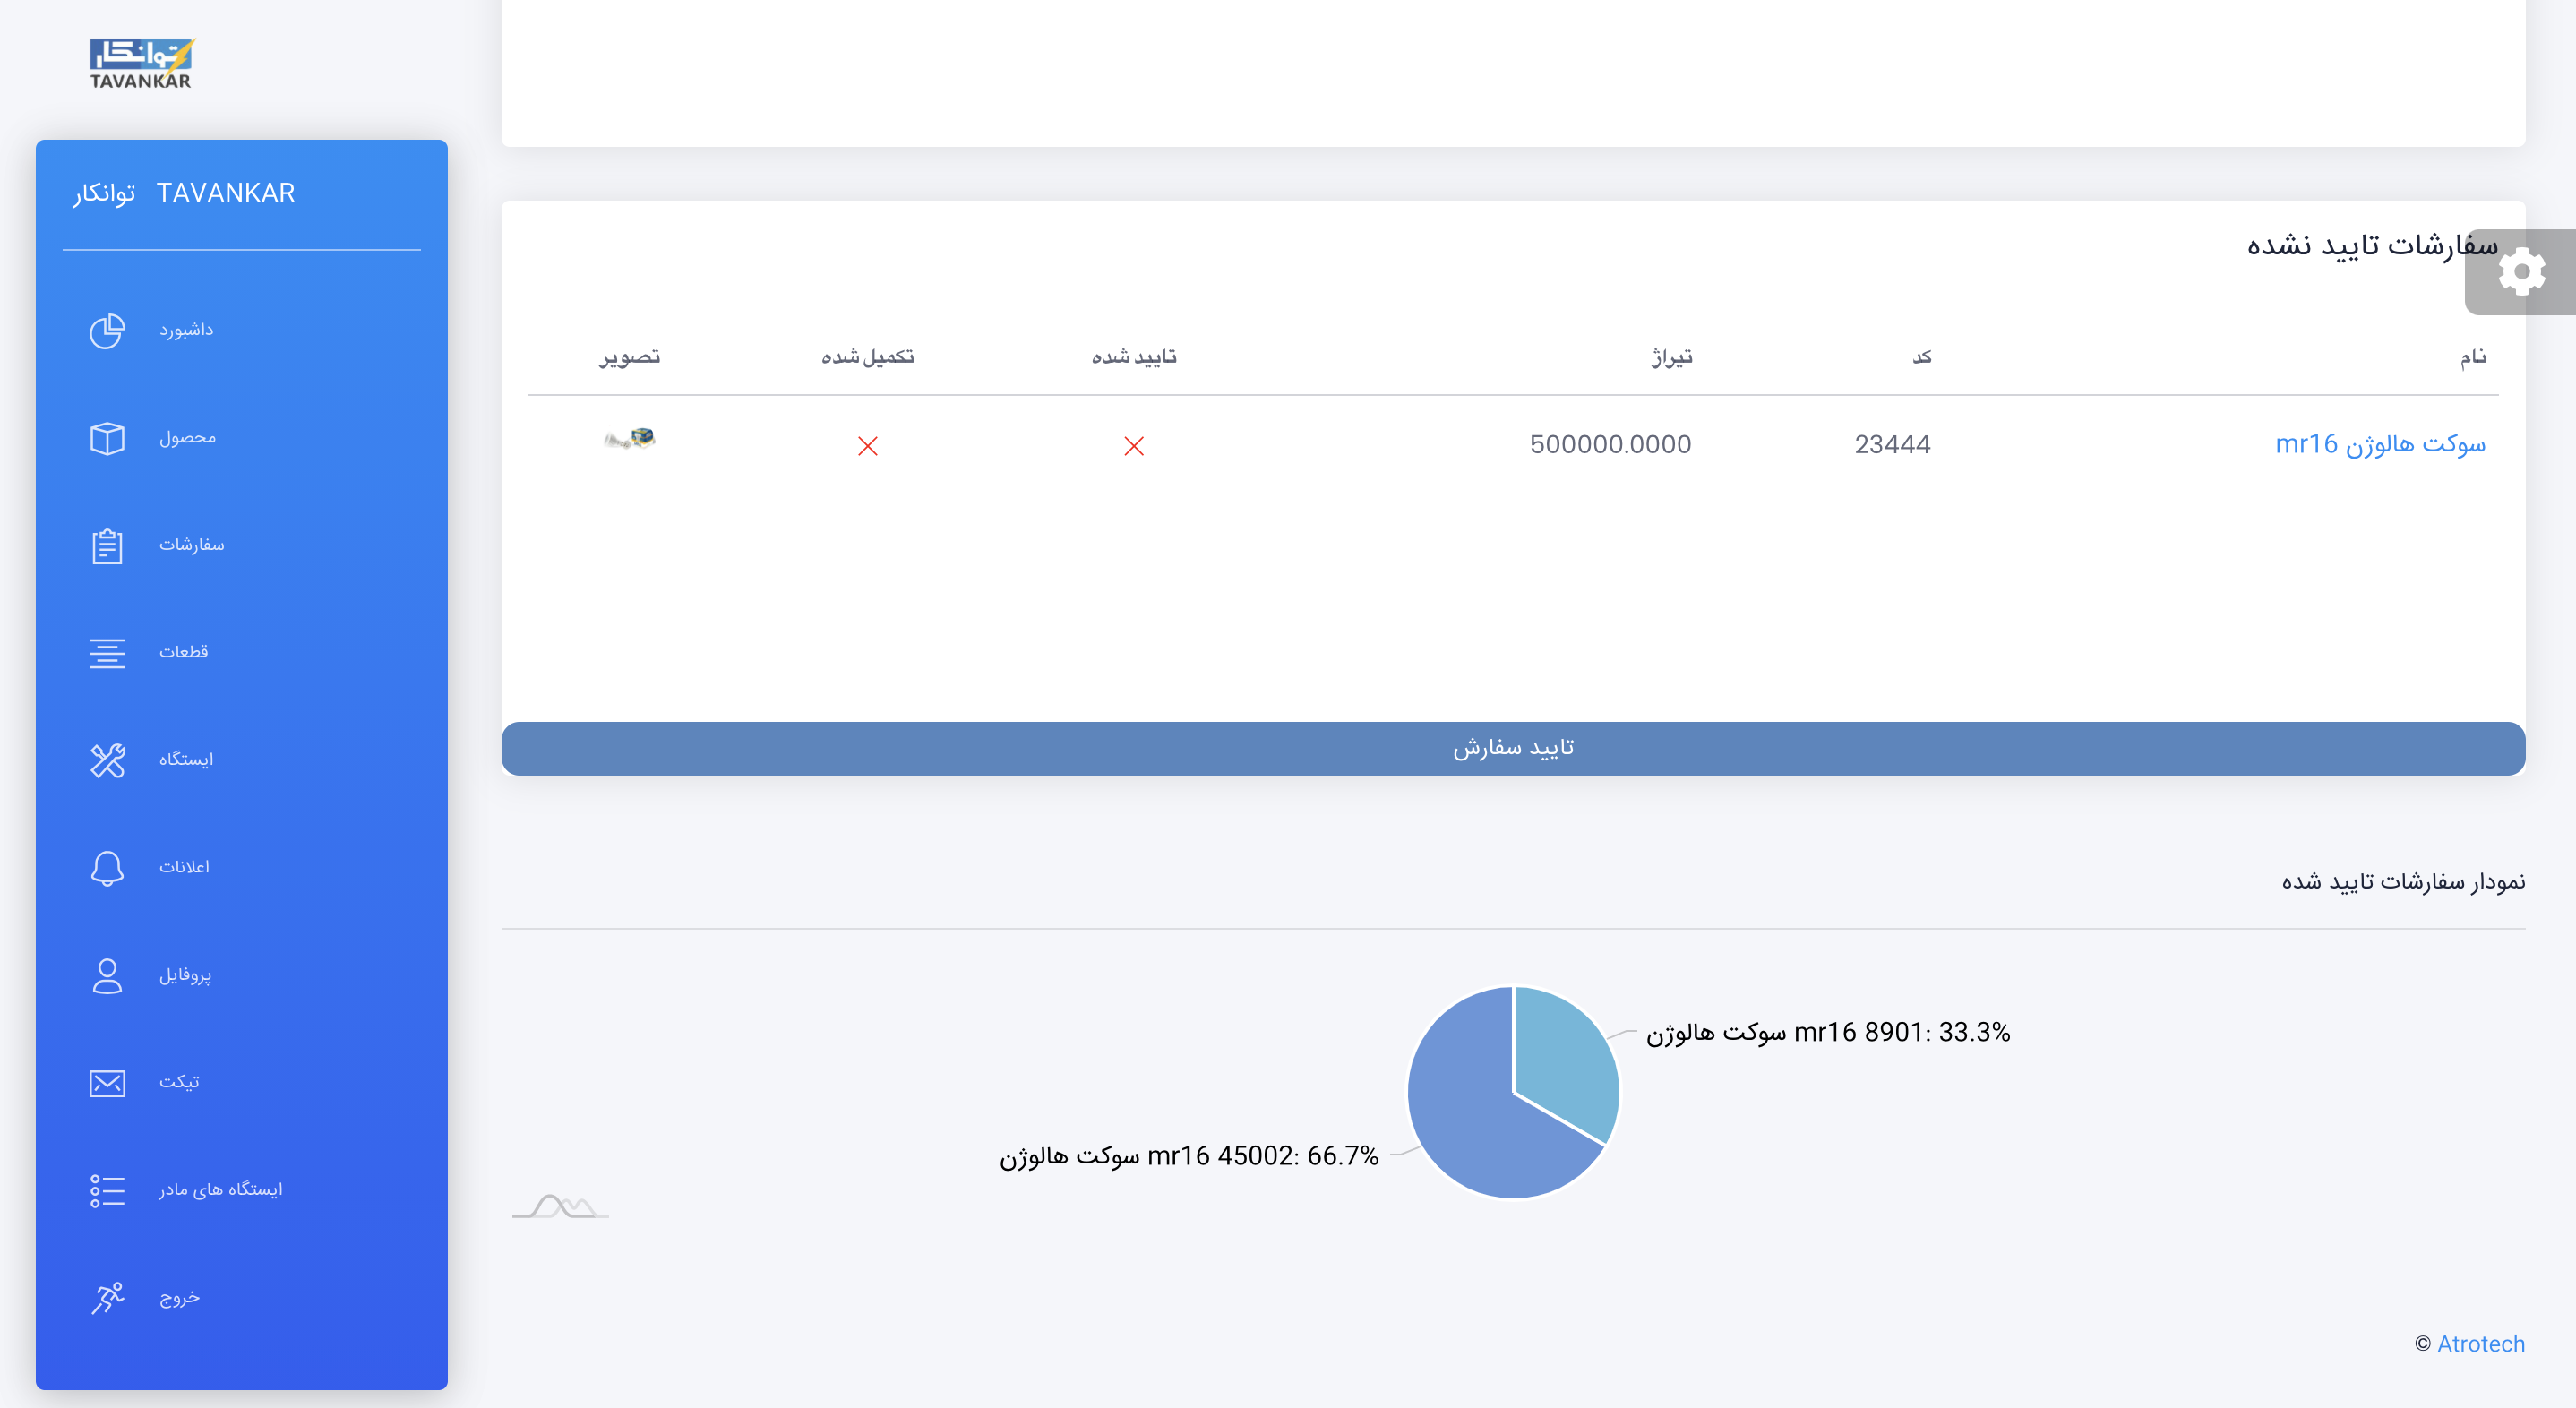 توانکار
TAVANKAR
توانکار TAVANKAR
داشبورد
محصول
سفارشات
قطعات
ایستگاه
اعلانات
پروفایل
تیکت
ایستگاه های مادر
خروج
سفارشات تایید نشده
نام کد تیراژ تایید شده تکمیل شده تصویر
سوکت هالوژن mr16 23444 500000.0000
تایید سفارش
نمودار سفارشات تایید شده
سوکت هالوژن mr16 8901: 33.3%
سوکت هالوژن mr16 45002: 66.7%
© Atrotech